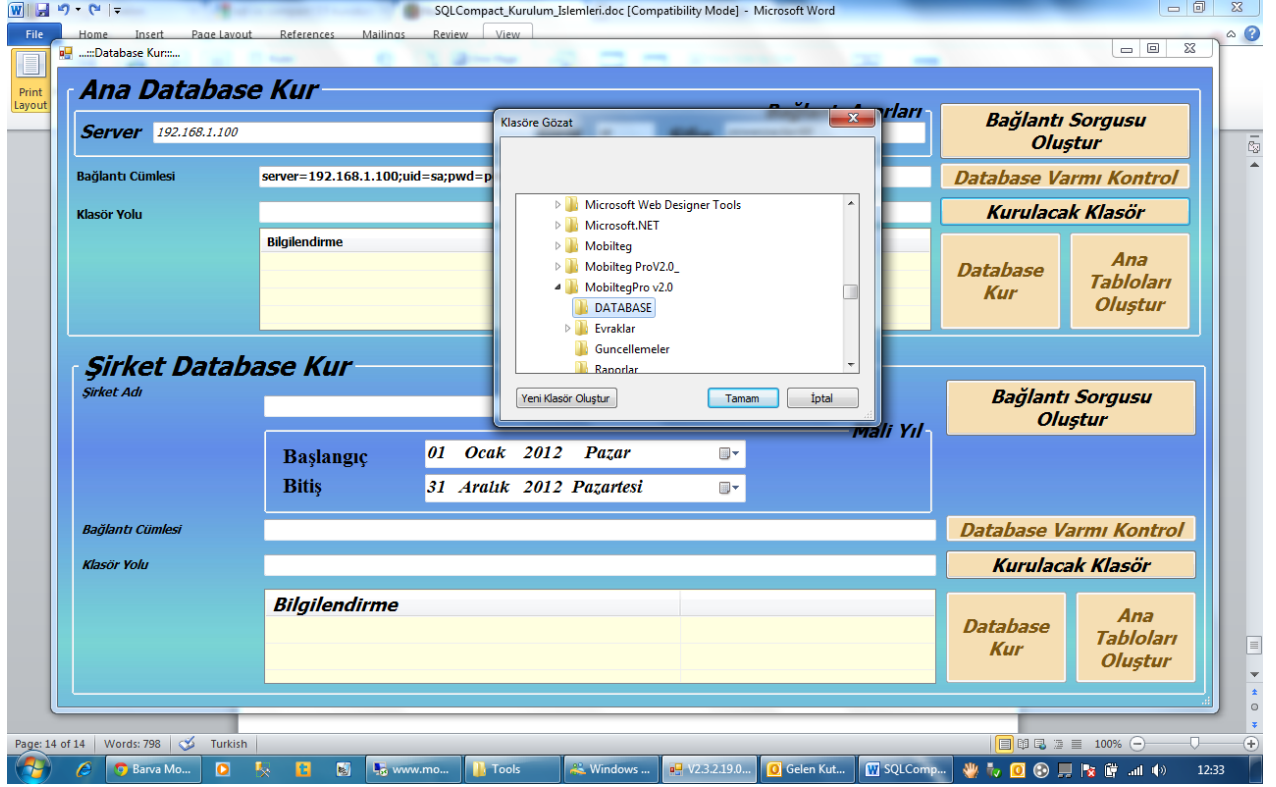 SQLCompact_Kurulum_Islemleri.doc [Compatibility Mode] - Microsoft Word
File Home Insert Page Layout References Mailings Review View
Print Layout
...:::Database Kur:::...
Ana Database Kur
Server 192.168.1.100
Bağlantı Sorgusu Oluştur
Bağlantı Cümlesi server=192.168.1.100;uid=sa;pwd=p
Database Varmı Kontrol
Klasör Yolu
Kurulacak Klasör
Bilgilendirme
Database Kur
Ana Tabloları Oluştur
Klasöre Gözat
Microsoft Web Designer Tools
Microsoft.NET
Mobilteg
Mobilteg ProV2.0_
MobiltegPro v2.0
DATABASE
Evraklar
Guncellemeler
Raporlar
Yeni Klasör Oluştur Tamam İptal
Şirket Database Kur
Şirket Adı
Bağlantı Sorgusu Oluştur
Mali Yıl
Başlangıç 01 Ocak 2012 Pazar
Bitiş 31 Aralık 2012 Pazartesi
Bağlantı Cümlesi
Database Varmı Kontrol
Klasör Yolu
Kurulacak Klasör
Bilgilendirme
Database Kur
Ana Tabloları Oluştur
Page: 14 of 14 Words: 798 Turkish 100%
Barva Mo... www.mo... Tools Windows ... V2.3.2.19.0... Gelen Kut... SQLComp... 12:33